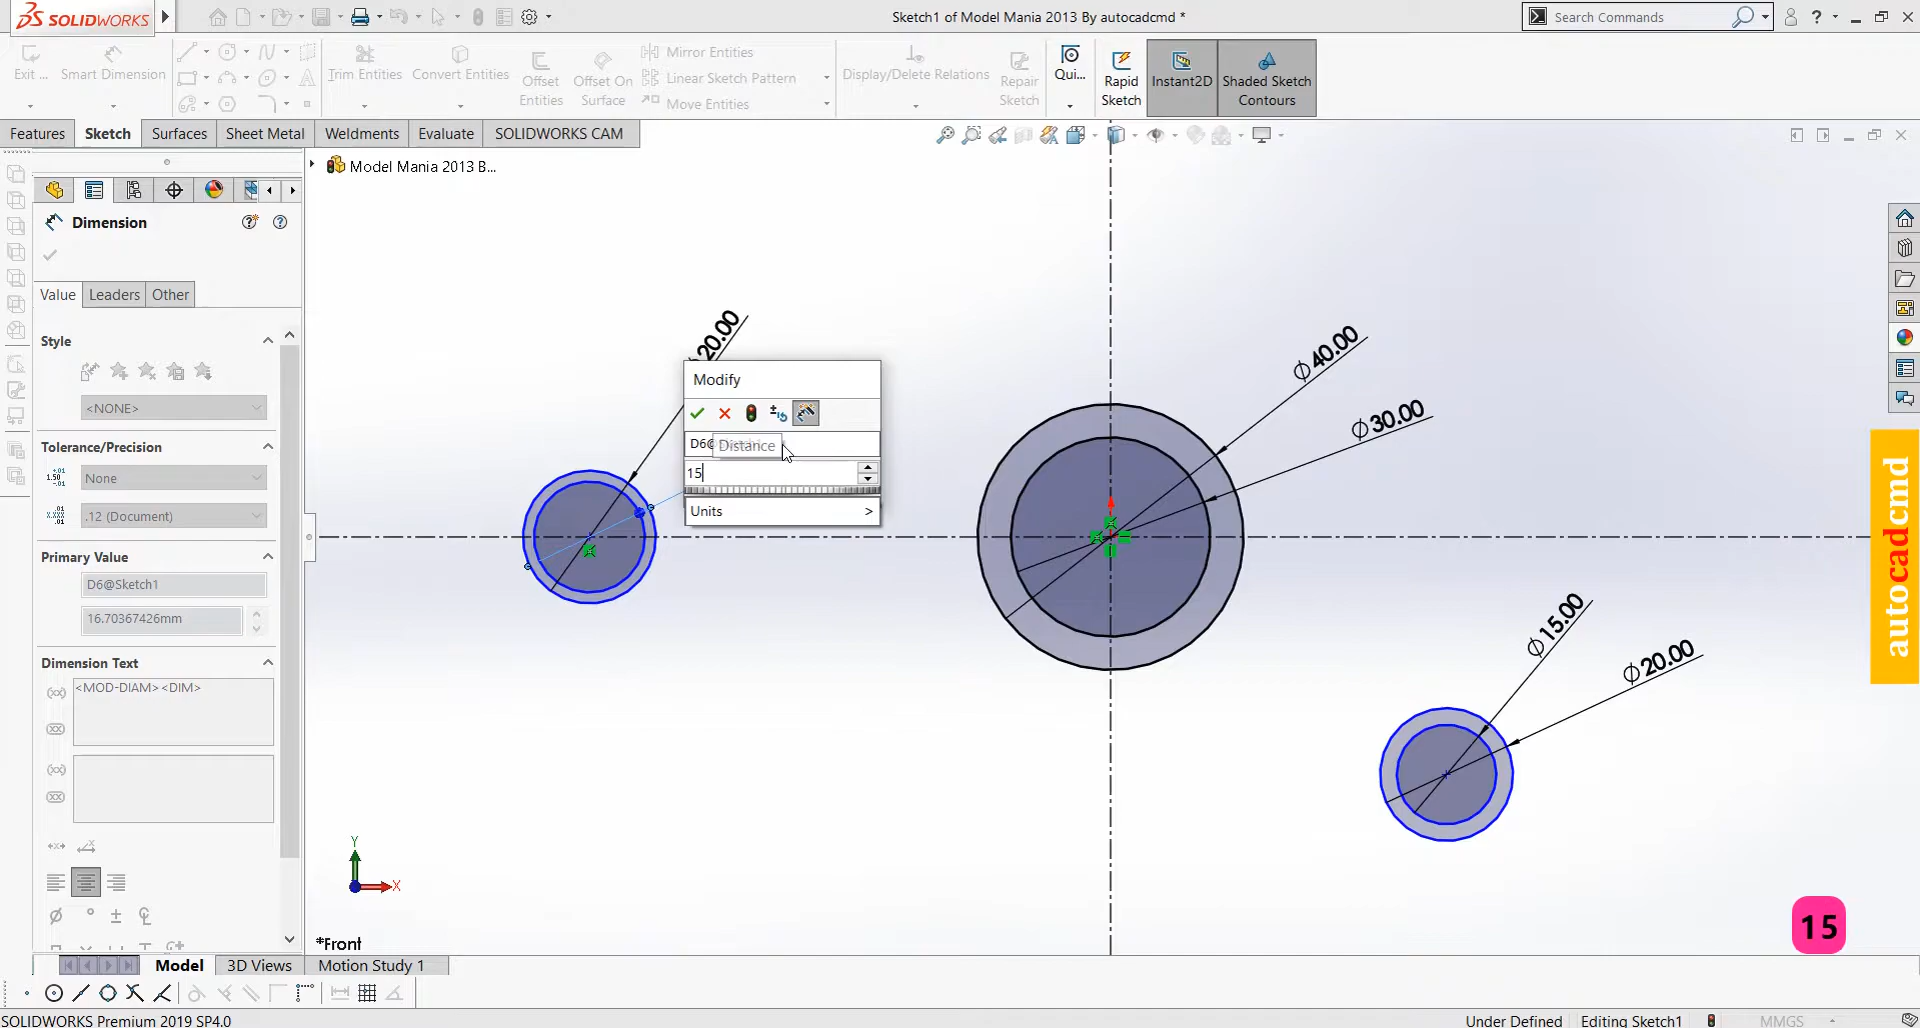 SOLIDWORKS
Sketch1 of Model Mania 2013 By autocadcmd *
Search Commands
?
Exit ...
Smart Dimension
Trim Entities
Convert Entities
Offset
Entities
Offset On
Surface
Mirror Entities
Linear Sketch Pattern
Move Entities
Display/Delete Relations
Repair
Sketch
Qui...
Rapid
Sketch
Instant2D
Shaded Sketch
Contours
Features
Sketch
Surfaces
Sheet Metal
Weldments
Evaluate
SOLIDWORKS CAM
Model Mania 2013 B...
Dimension
Value
Leaders
Other
Style
<NONE>
Tolerance/Precision
None
.12 (Document)
Primary Value
D6@Sketch1
16.70367426mm
Dimension Text
<MOD-DIAM><DIM>
20.00
Modify
D6@
Distance
15
Units
>
∅40.00
∅30.00
∅15.00
∅20.00
Y
X
*Front
autocadcmd
15
Model
3D Views
Motion Study 1
SOLIDWORKS Premium 2019 SP4.0
Under Defined
Editing Sketch1
MMGS